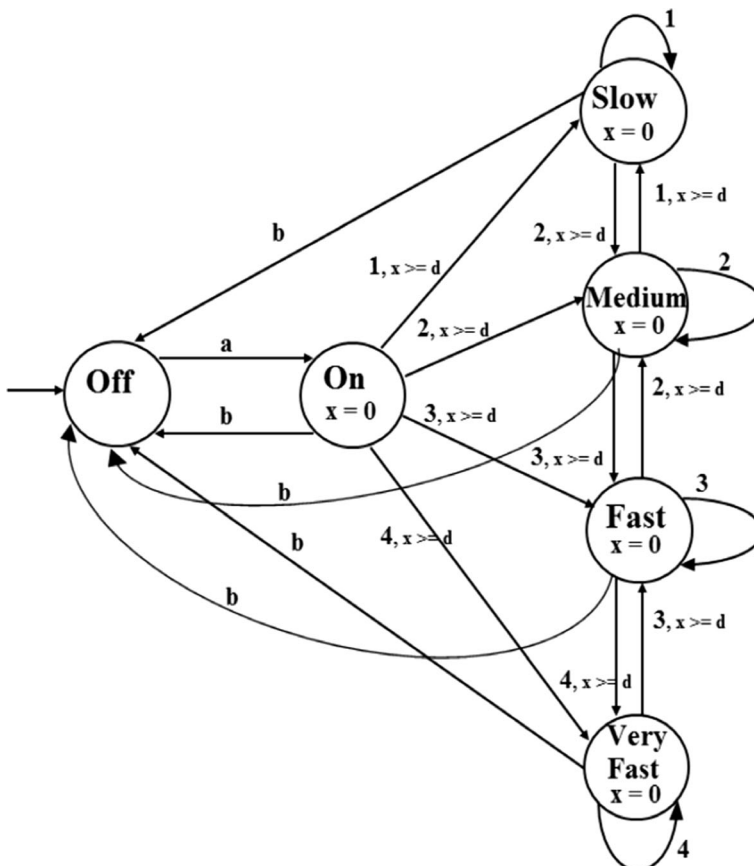 1
Slow
x = 0
b
1, x >= d
1, x >= d
2, x >= d
Medium
x = 0
2
2, x >= d
a
Off
On
x = 0
b
3, x >= d
2, x >= d
3, x >= d
b
3
Fast
x = 0
4, x >= d
b
b
3, x >= d
4, x >= d
Very
Fast
x = 0
4